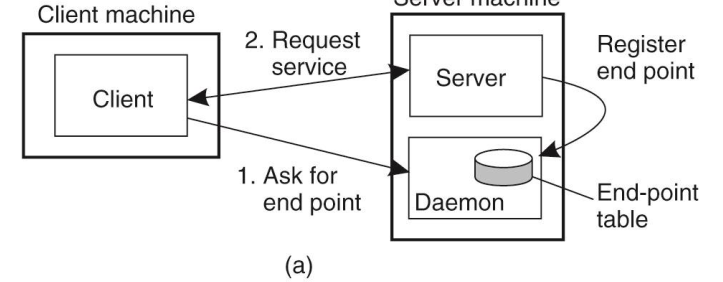 Client machine
Server machine
2. Request
service
Register
end point
Client
Server
1. Ask for
end point
Daemon
End-point
table
(a)